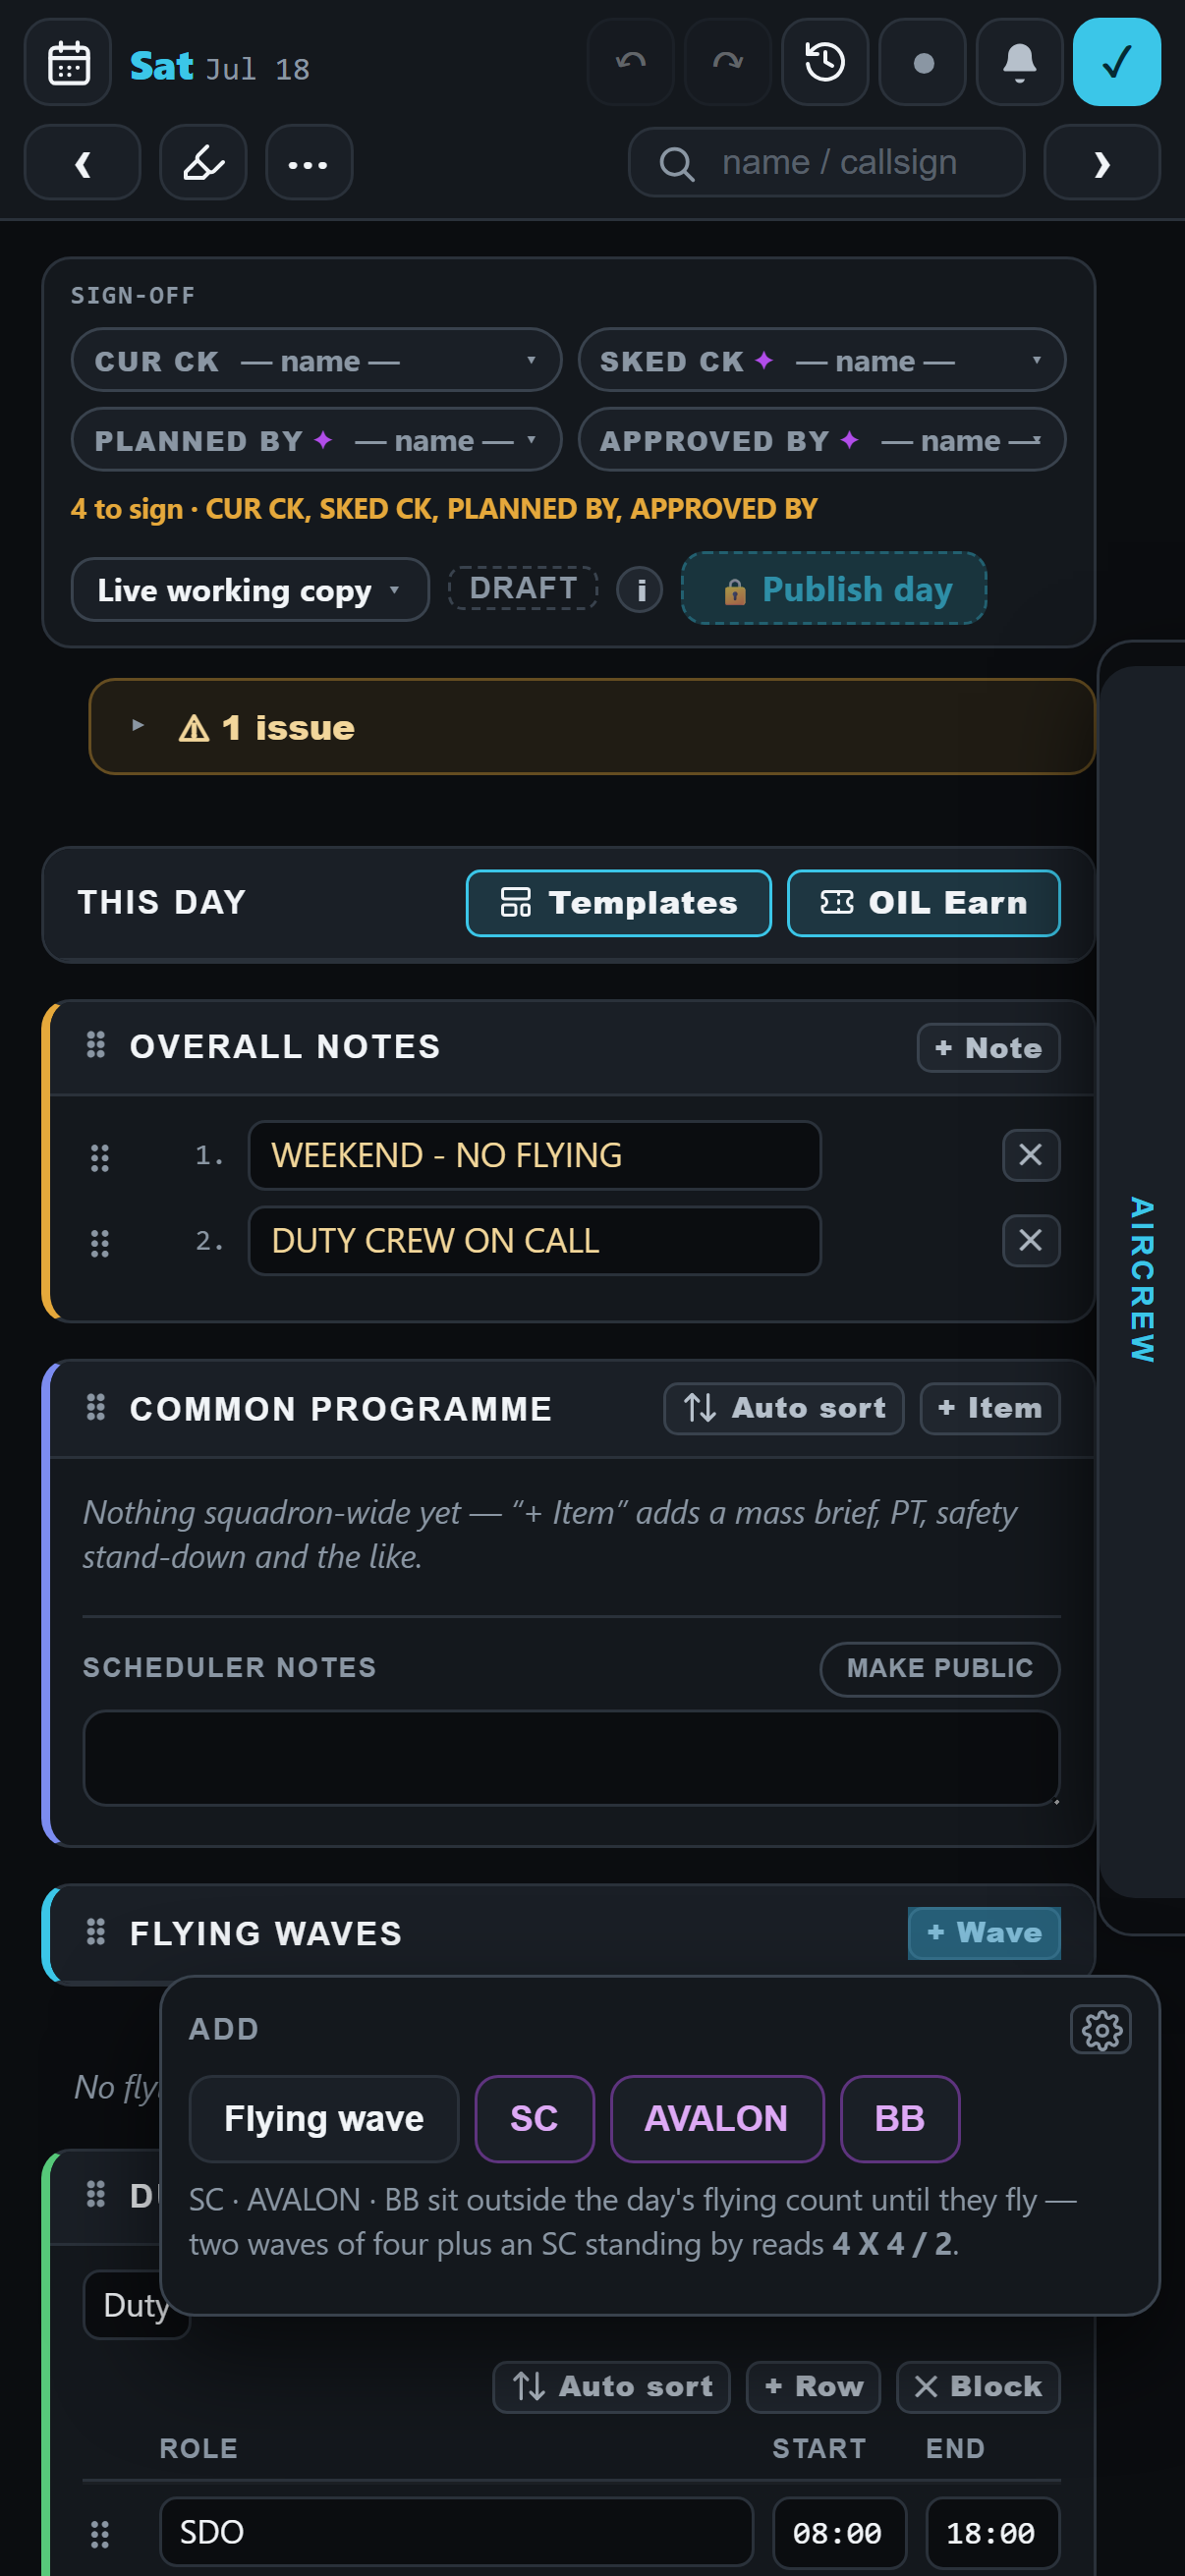 Sat Jul 18
name / callsign
SIGN-OFF
CUR CK — name —
SKED CK — name —
PLANNED BY — name —
APPROVED BY — name —
4 to sign · CUR CK, SKED CK, PLANNED BY, APPROVED BY
Live working copy DRAFT i Publish day
1 issue
THIS DAY Templates OIL Earn
OVERALL NOTES + Note
1. WEEKEND - NO FLYING
2. DUTY CREW ON CALL
AIRCREW
COMMON PROGRAMME Auto sort + Item
Nothing squadron-wide yet — “+ Item” adds a mass brief, PT, safety
stand-down and the like.
SCHEDULER NOTES MAKE PUBLIC
FLYING WAVES + Wave
ADD
No fly
Flying wave SC AVALON BB
SC · AVALON · BB sit outside the day's flying count until they fly —
two waves of four plus an SC standing by reads 4 X 4 / 2.
Duty
Auto sort + Row × Block
ROLE START END
SDO 08:00 18:00